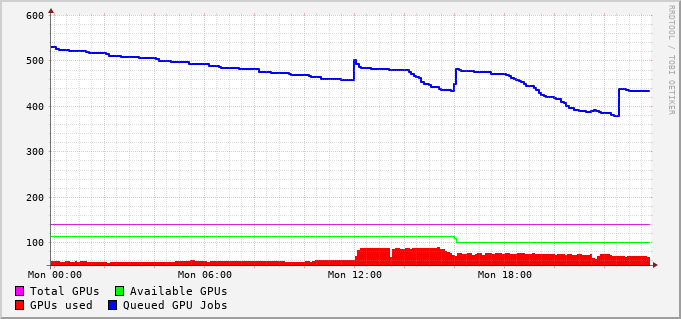 600
500
400
300
200
100
Mon 00:00 Mon 06:00 Mon 12:00 Mon 18:00
Total GPUs Available GPUs
GPUs used Queued GPU Jobs
RRDTOOL / TOBI OETIKER